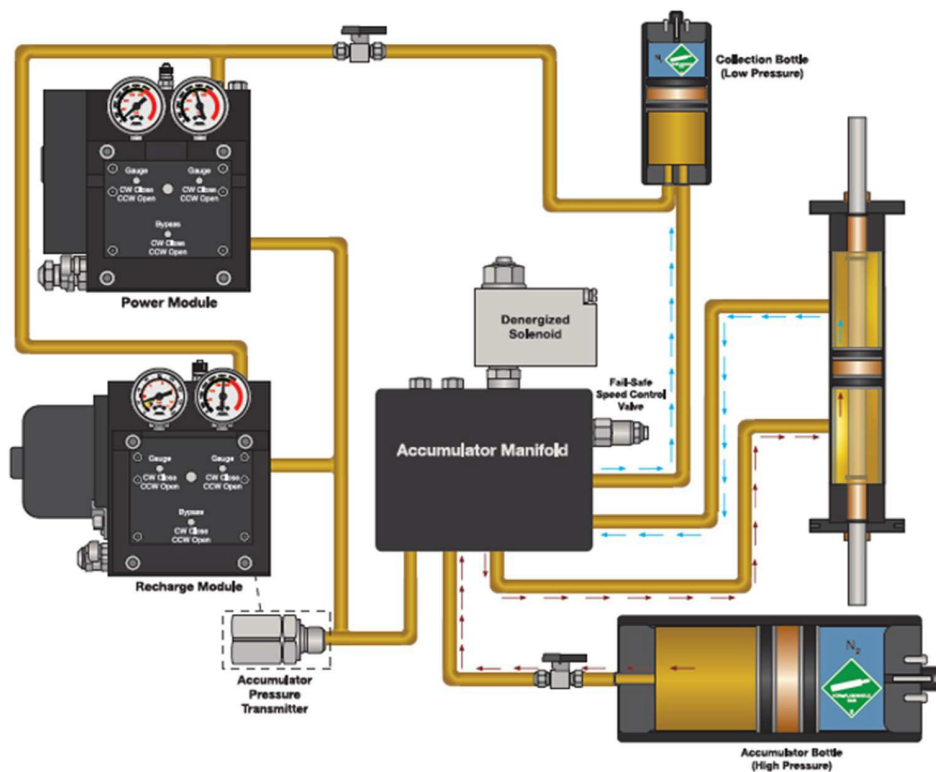 Collection Bottle
(Low Pressure)
N
Gauge
Gauge
CW Close
CCW Open
CW Close
CCW Open
Bypass
CW Close
CCW Open
Power Module
Denergized
Solenoid
Fail-Safe
Speed Control
Valve
Accumulator Manifold
Gauge
Gauge
CW Close
CCW Open
CW Close
CCW Open
Bypass
CW Close
CCW Open
Recharge Module
Accumulator
Pressure
Transmitter
N2
Accumulator Bottle
(High Pressure)